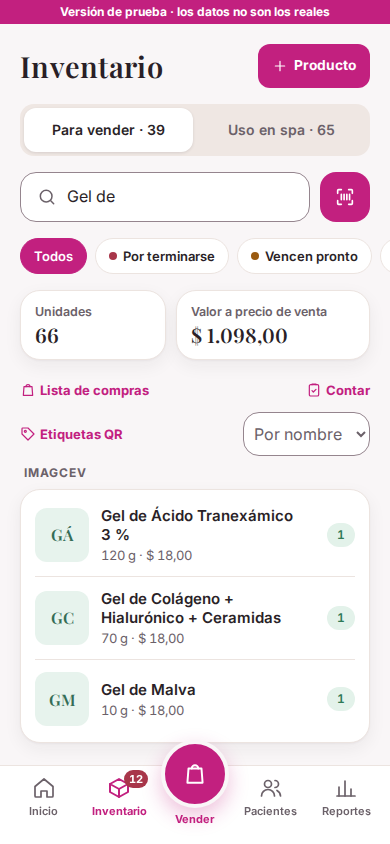 Versión de prueba · los datos no son los reales
Inventario
+ Producto
Para vender · 39
Uso en spa · 65
Gel de
Todos
Por terminarse
Vencen pronto
Unidades
66
Valor a precio de venta
$ 1.098,00
Lista de compras
Contar
Etiquetas QR
Por nombre
IMAGCEV
GÁ
Gel de Ácido Tranexámico
3 %
120 g · $ 18,00
1
GC
Gel de Colágeno +
Hialurónico + Ceramidas
70 g · $ 18,00
1
GM
Gel de Malva
10 g · $ 18,00
1
Inicio
12
Inventario
Vender
Pacientes
Reportes